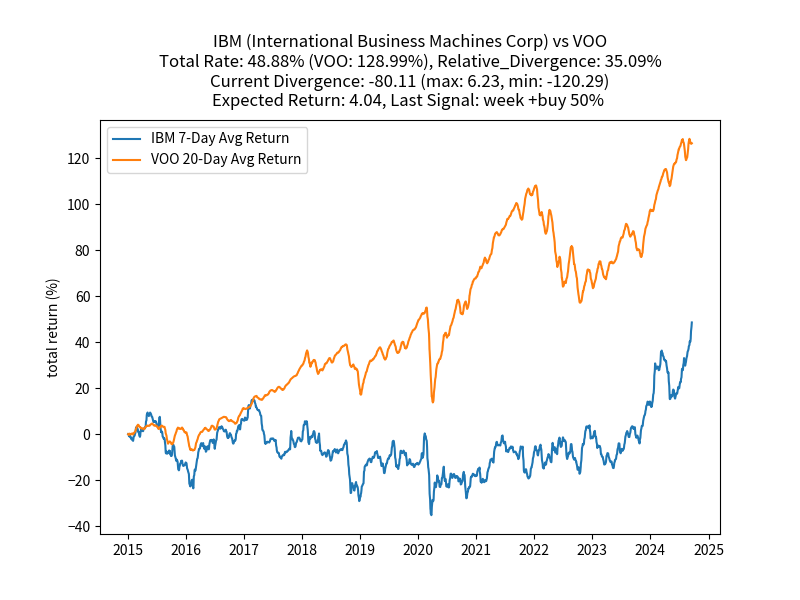 IBM (International Business Machines Corp) vs VOO
Total Rate: 48.88% (VOO: 128.99%), Relative_Divergence: 35.09%
Current Divergence: -80.11 (max: 6.23, min: -120.29)
Expected Return: 4.04, Last Signal: week +buy 50%
IBM 7-Day Avg Return
VOO 20-Day Avg Return
total return (%)
120
100
80
60
40
20
0
−20
−40
2015 2016 2017 2018 2019 2020 2021 2022 2023 2024 2025